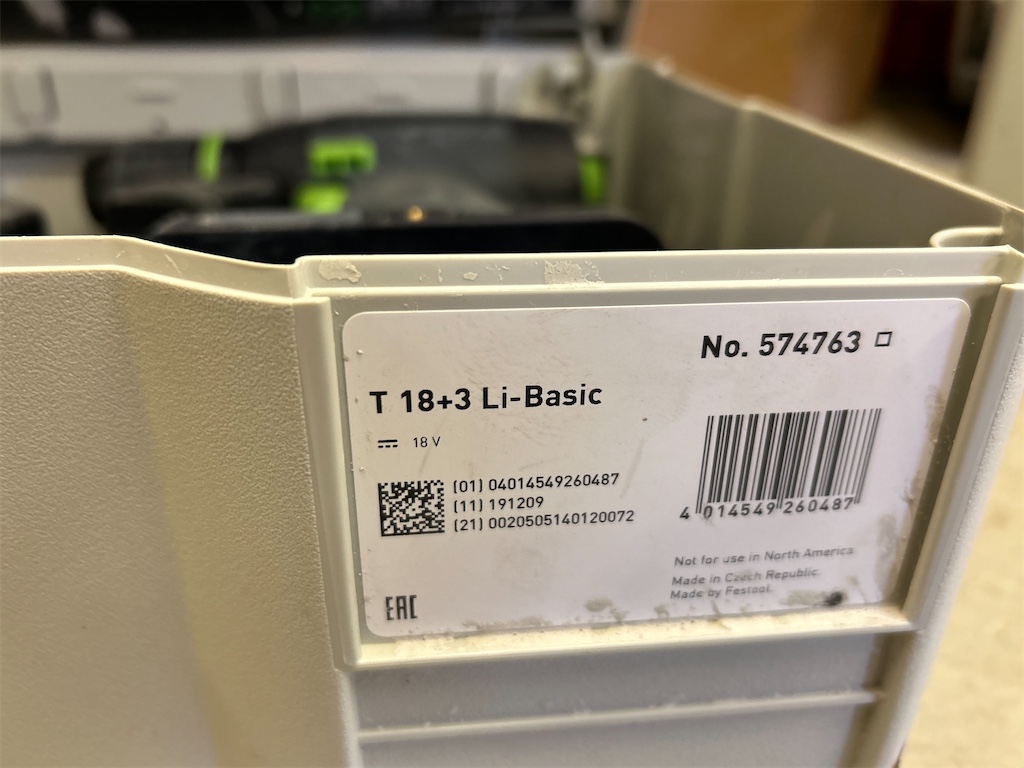 No. 574763
T 18+3 Li-Basic
18 V
(01) 04014549260487
(11) 191209
(21) 0020505140120072
4 014549 260487
Not for use in North America
Made in Czech Republic.
Made by Festool.
EAC